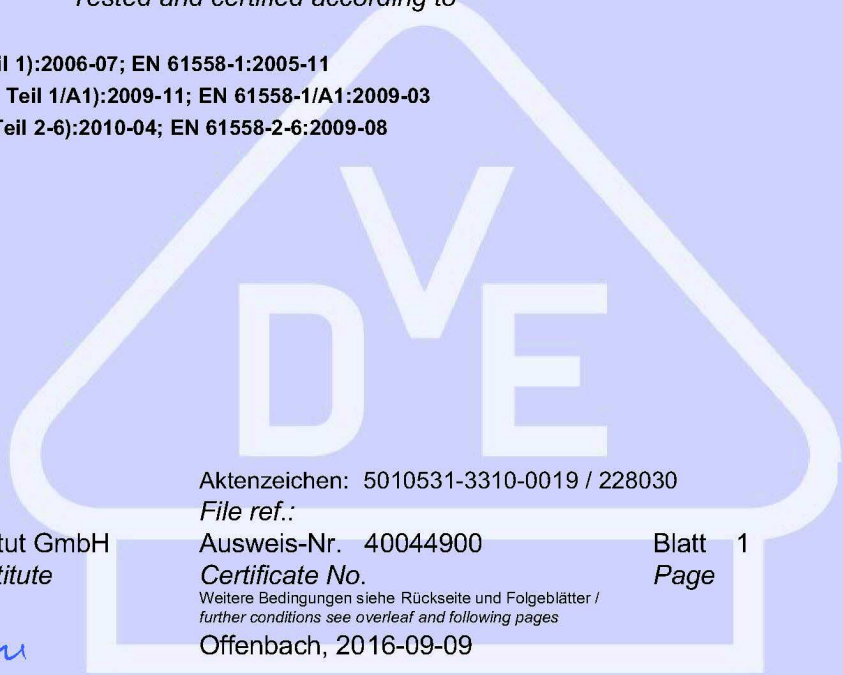 Tested and certified according to
il 1):2006-07; EN 61558-1:2005-11
Teil 1/A1):2009-11; EN 61558-1/A1:2009-03
Teil 2-6):2010-04; EN 61558-2-6:2009-08
DVE
Aktenzeichen: 5010531-3310-0019 / 228030
File ref.:
tut GmbH Ausweis-Nr. 40044900 Blatt 1
titute Certificate No. Page
Weitere Bedingungen siehe Rückseite und Folgeblätter /
further conditions see overleaf and following pages
Offenbach, 2016-09-09